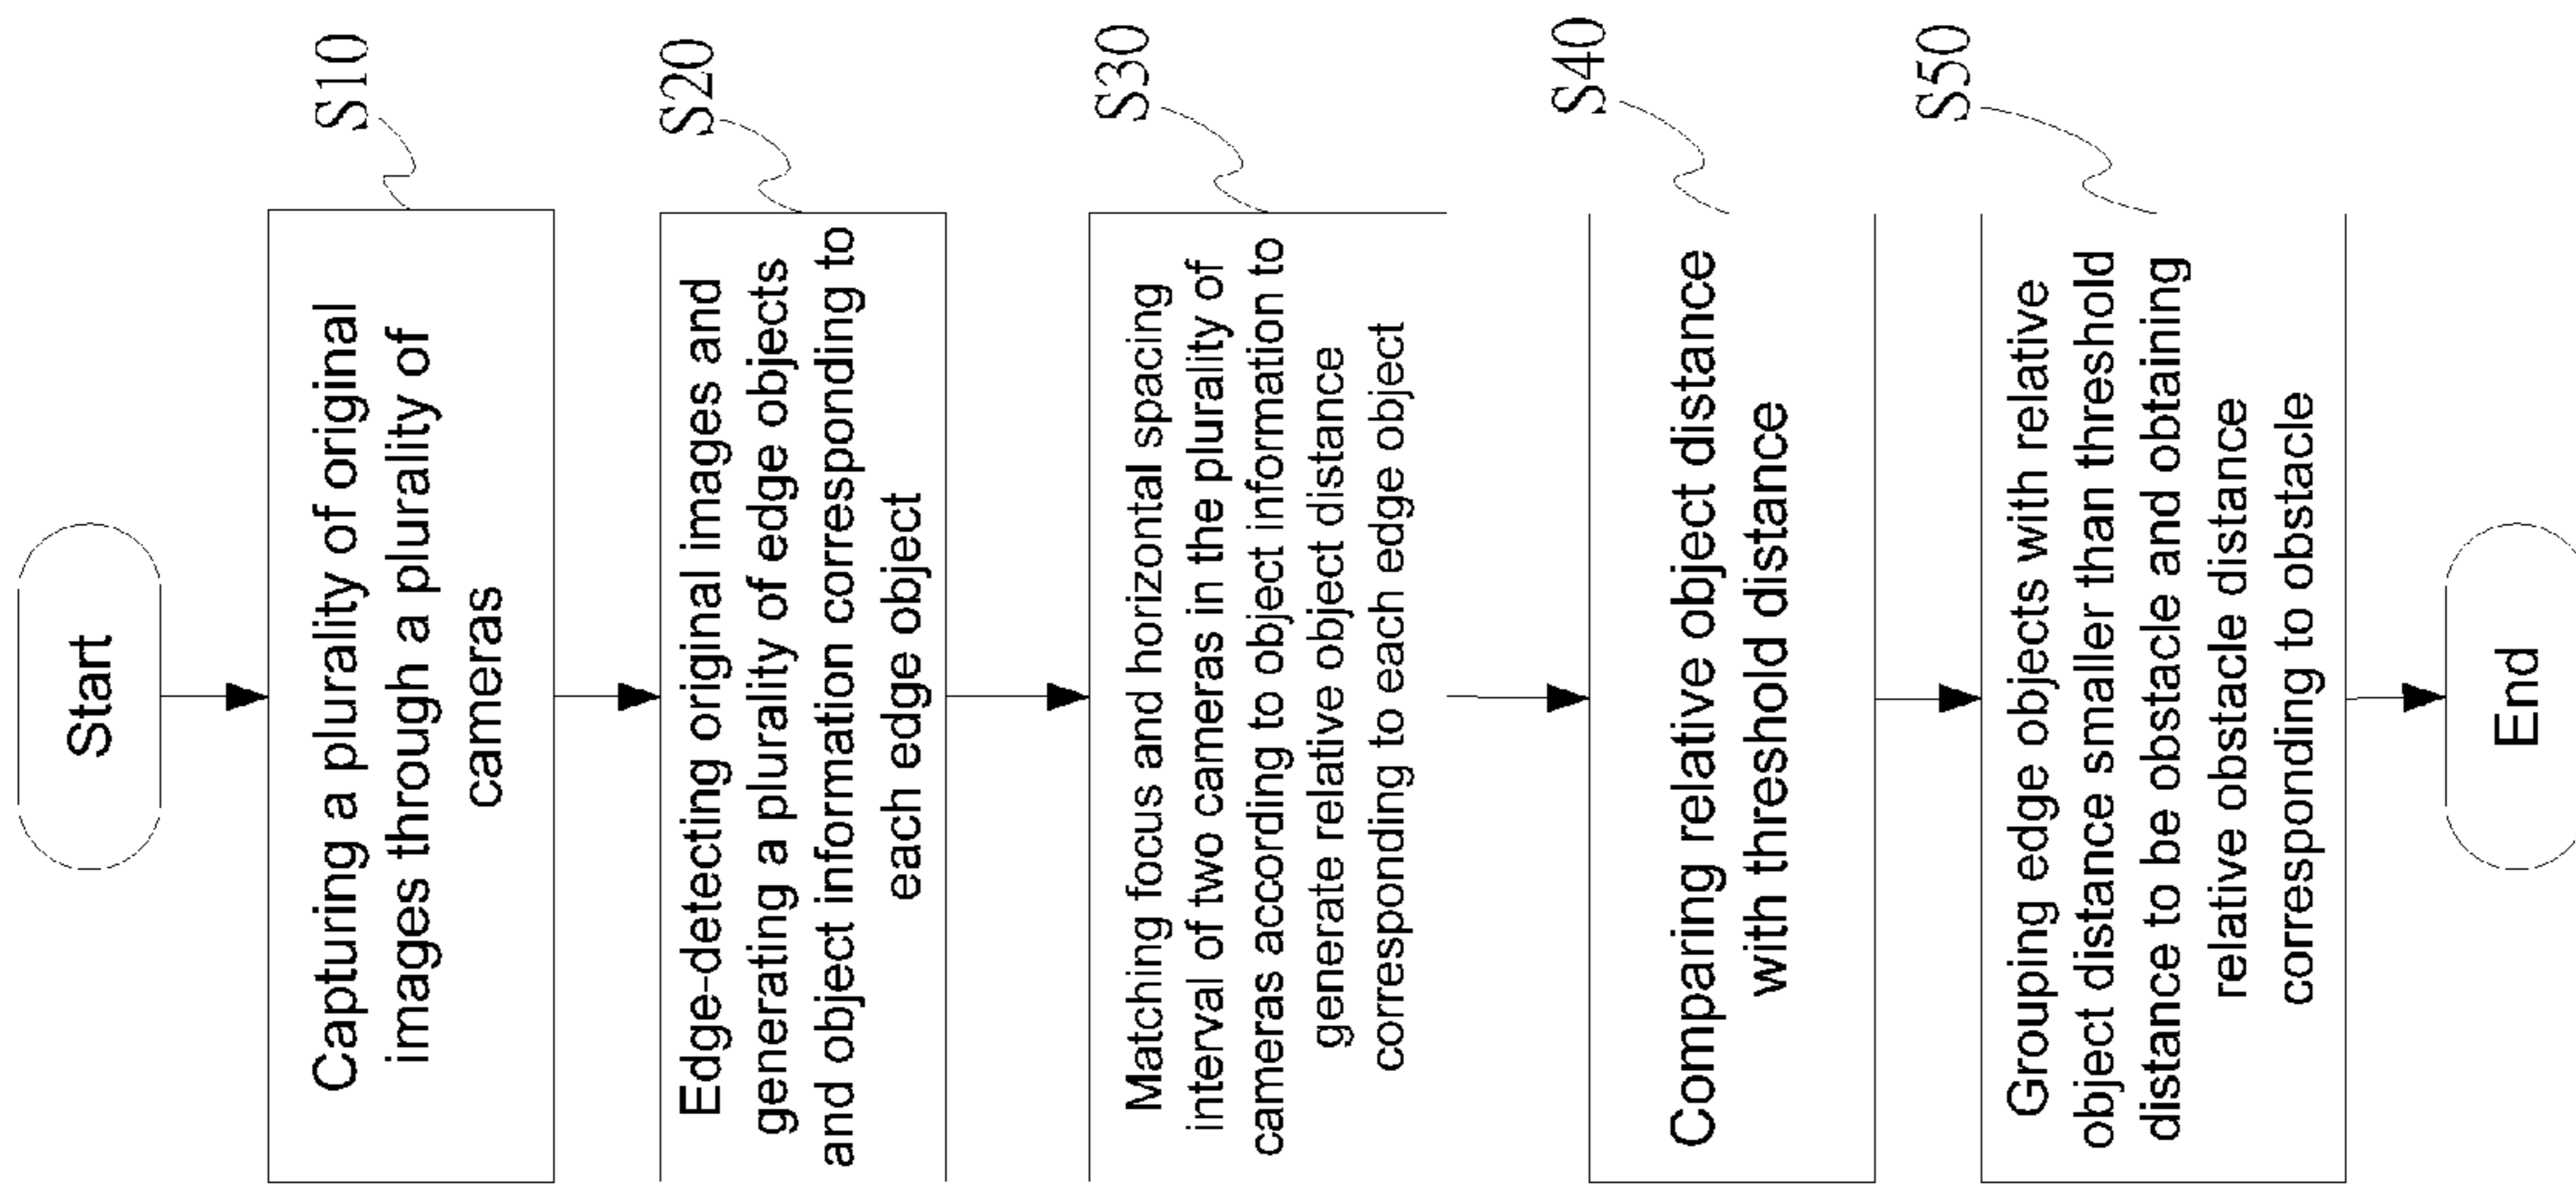 Start
S10
Capturing a plurality of original
images through a plurality of
cameras
S20
Edge-detecting original images and
generating a plurality of edge objects
and object information corresponding to
each edge object
S30
Matching focus and horizontal spacing
interval of two cameras in the plurality of
cameras according to object information to
generate relative object distance
corresponding to each edge object
S40
Comparing relative object distance
with threshold distance
S50
Grouping edge objects with relative
object distance smaller than threshold
distance to be obstacle and obtaining
relative obstacle distance
corresponding to obstacle
End